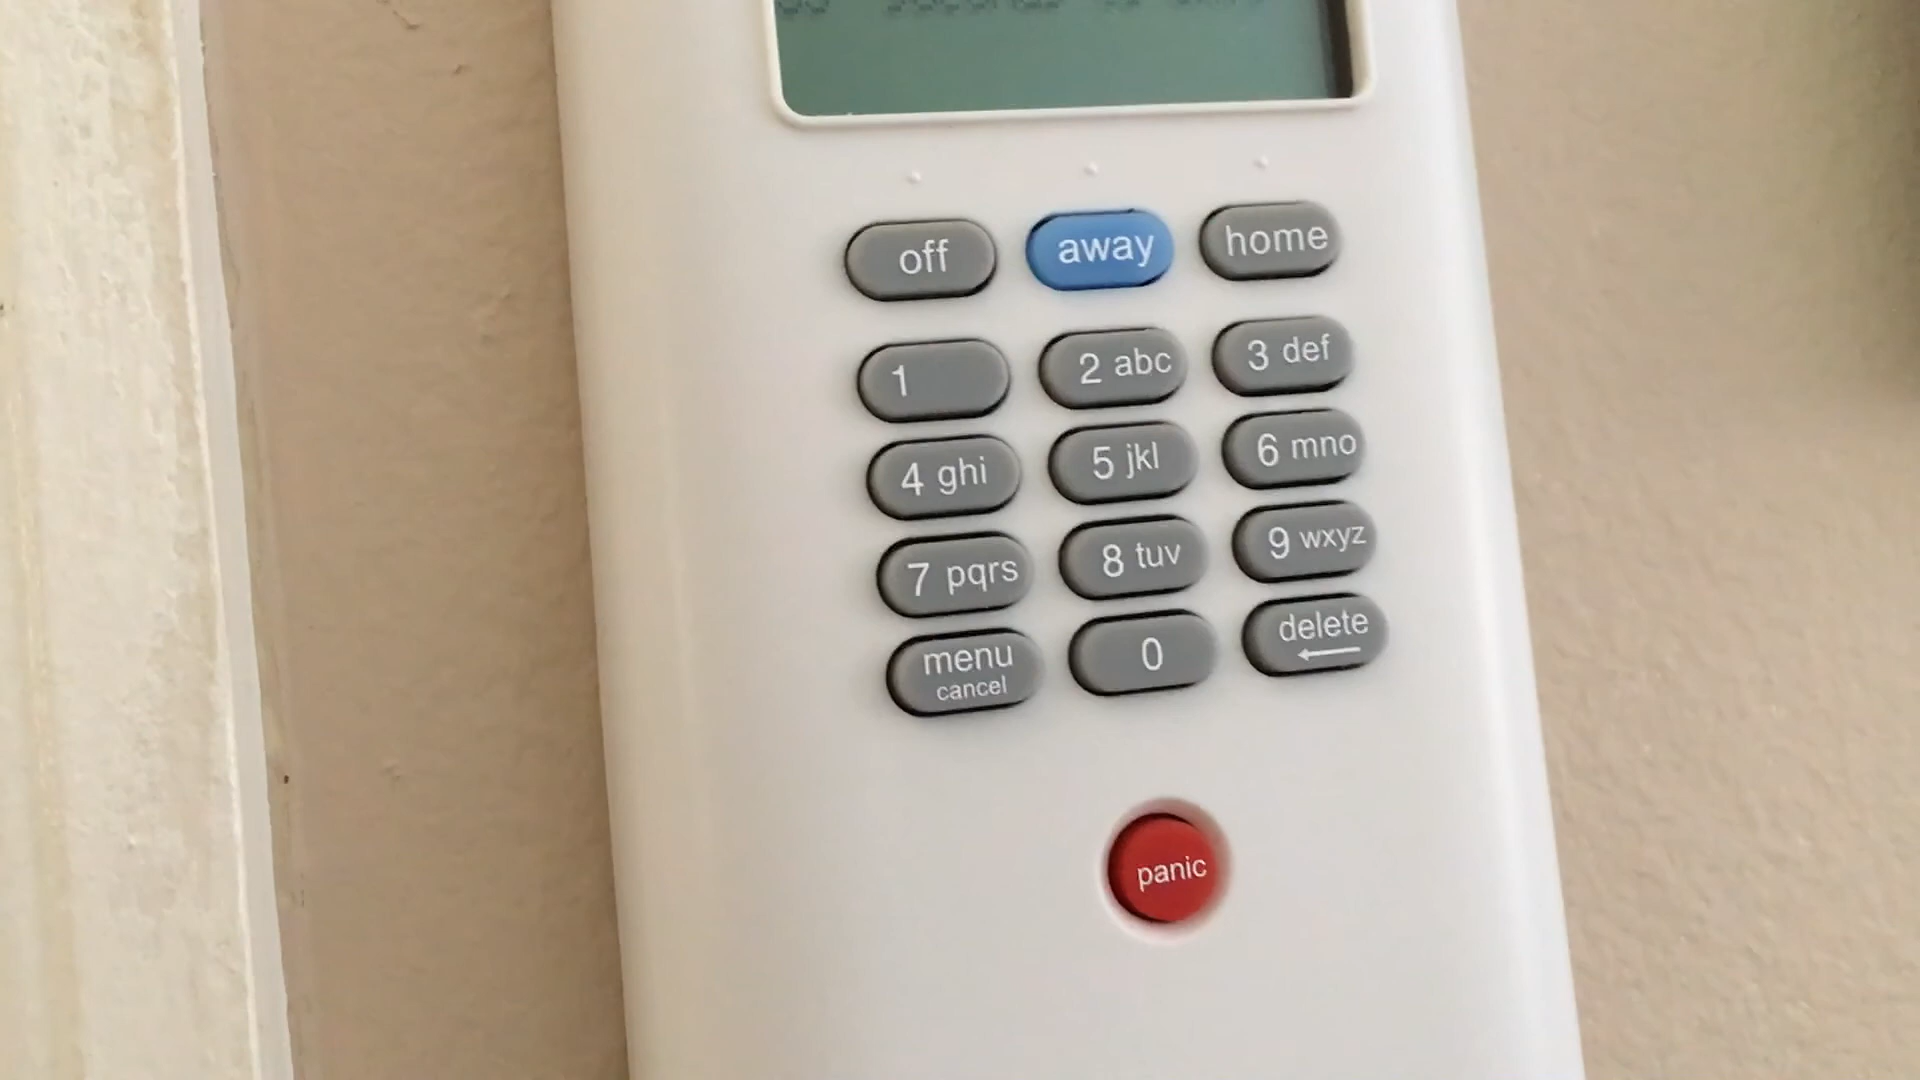 off away home
1 2 abc 3 def
4 ghi 5 jkl 6 mno
7 pqrs 8 tuv 9 wxyz
menu 0 delete
cancel ←
panic